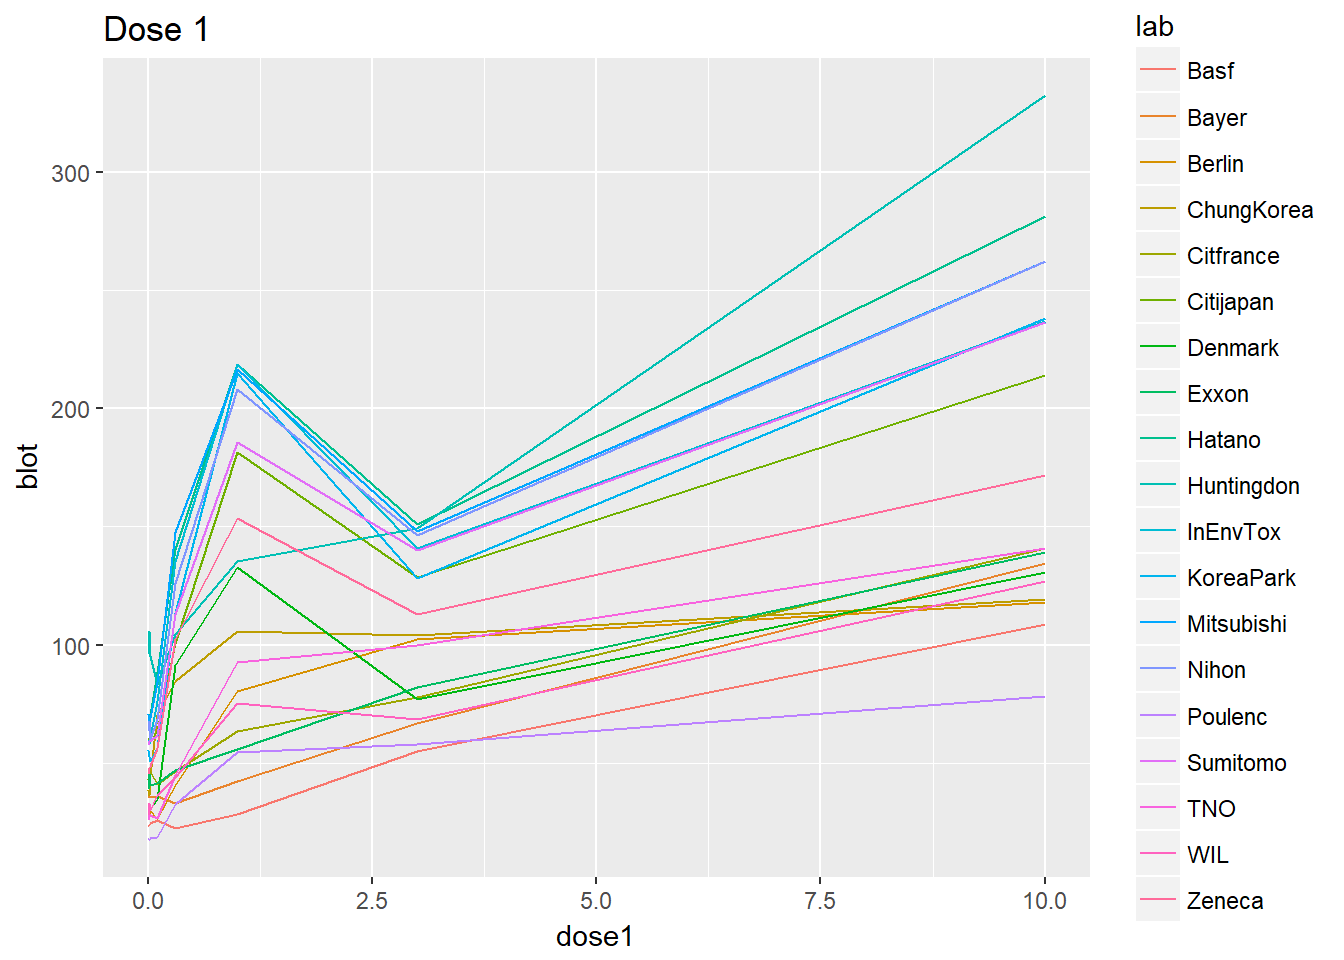 Dose 1
blot
300
200
100
0.0
2.5
5.0
7.5
10.0
dose1
lab
Basf
Bayer
Berlin
ChungKorea
Citfrance
Citijapan
Denmark
Exxon
Hatano
Huntingdon
InEnvTox
KoreaPark
Mitsubishi
Nihon
Poulenc
Sumitomo
TNO
WIL
Zeneca